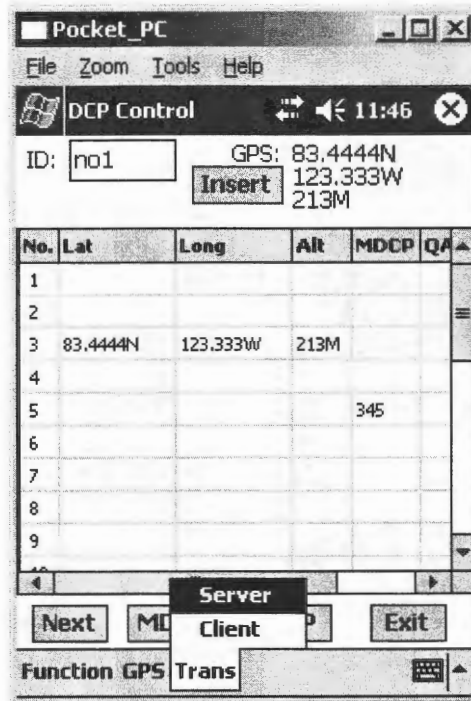 Pocket_PC
File Zoom Tools Help
DCP Control 11:46
ID: no1 GPS: 83.4444N
Insert 123.333W
213M
No. Lat Long Alt MDCP QA
1
2
3 83.4444N 123.333W 213M
4
5 345
6
7
8
9
Server
Next MD P Exit
Client
Function GPS Trans